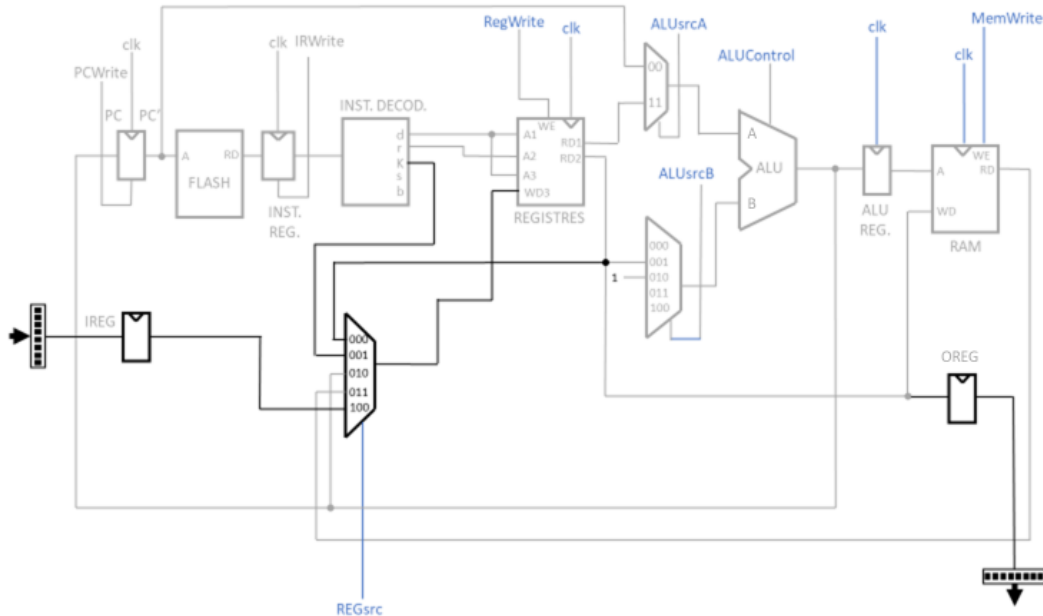 MemWrite
RegWrite
ALUsrcA
clk
IRWrite
clk
clk
clk
ALUControl
clk
PCWrite
00
INST. DECOD.
PC
PC'
11
d
A1
WE
RD1
A
WE
A
RD
r
A2
RD2
ALU
A
RD
FLASH
K
A3
ALUsrcB
s
WD3
B
WD
INST.
REG.
b
REGISTRES
ALU
REG.
RAM
000
001
1
010
011
100
IREG
000
001
010
011
100
OREG
REGsrc